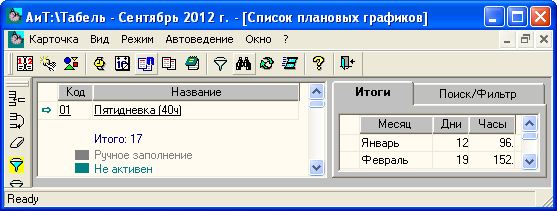 АиТ:\Табель - Сентябрь 2012 г. - [Список плановых графиков]
Карточка Вид Режим Автоведение Окно ?
Код Название
01 Пятидневка (40ч)
Итого: 17
Ручное заполнение
Не активен
Итоги Поиск/Фильтр
Месяц Дни Часы
Январь 12 96.
Февраль 19 152.
Ready